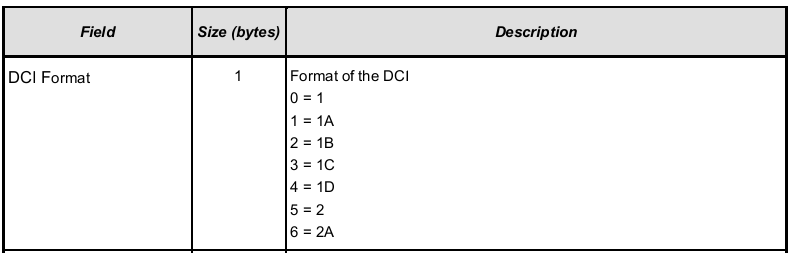 Field Size (bytes) Description
DCI Format 1 Format of the DCI
0 = 1
1 = 1A
2 = 1B
3 = 1C
4 = 1D
5 = 2
6 = 2A